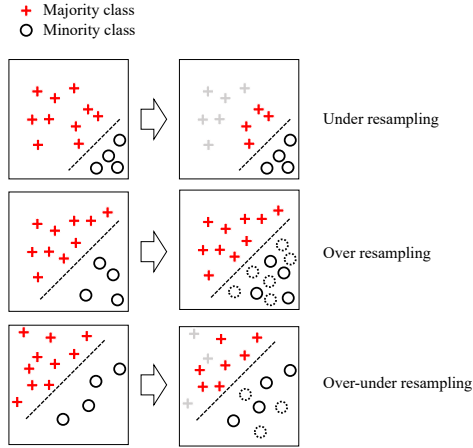 Majority class
Minority class
Under resampling
Over resampling
Over-under resampling